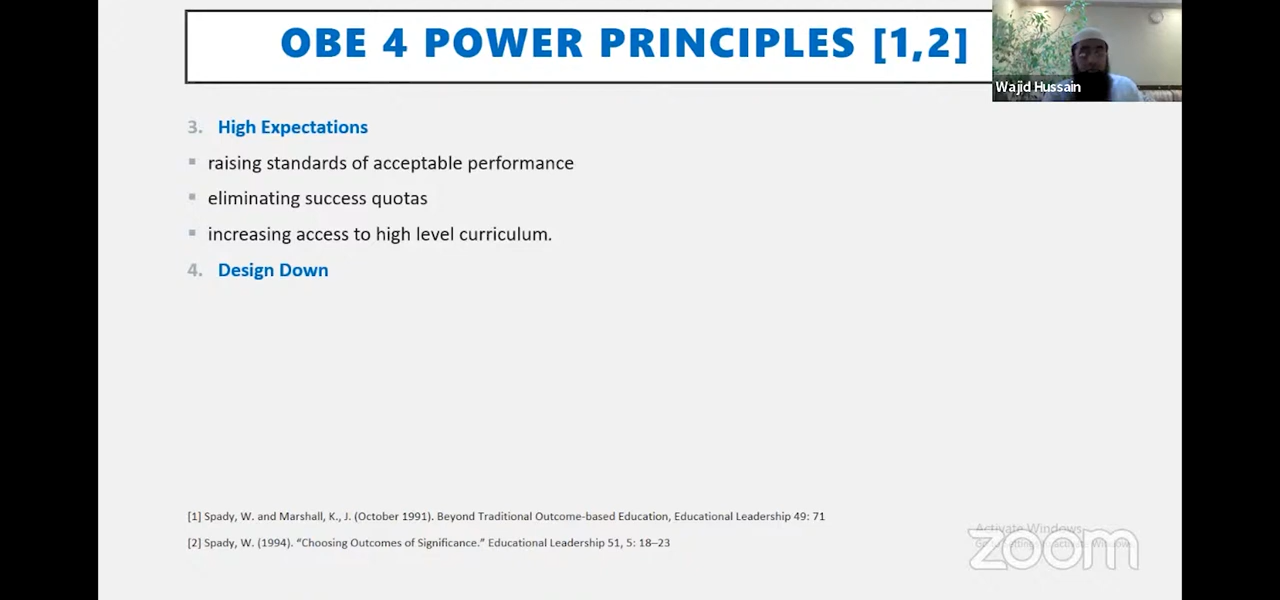 OBE 4 POWER PRINCIPLES [1,2]
Wajid Hussain
3. High Expectations
▪ raising standards of acceptable performance
▪ eliminating success quotas
▪ increasing access to high level curriculum.
4. Design Down
[1] Spady, W. and Marshall, K., J. (October 1991). Beyond Traditional Outcome-based Education, Educational Leadership 49: 71
[2] Spady, W. (1994). “Choosing Outcomes of Significance.” Educational Leadership 51, 5: 18–23
Activate Windows
zoom